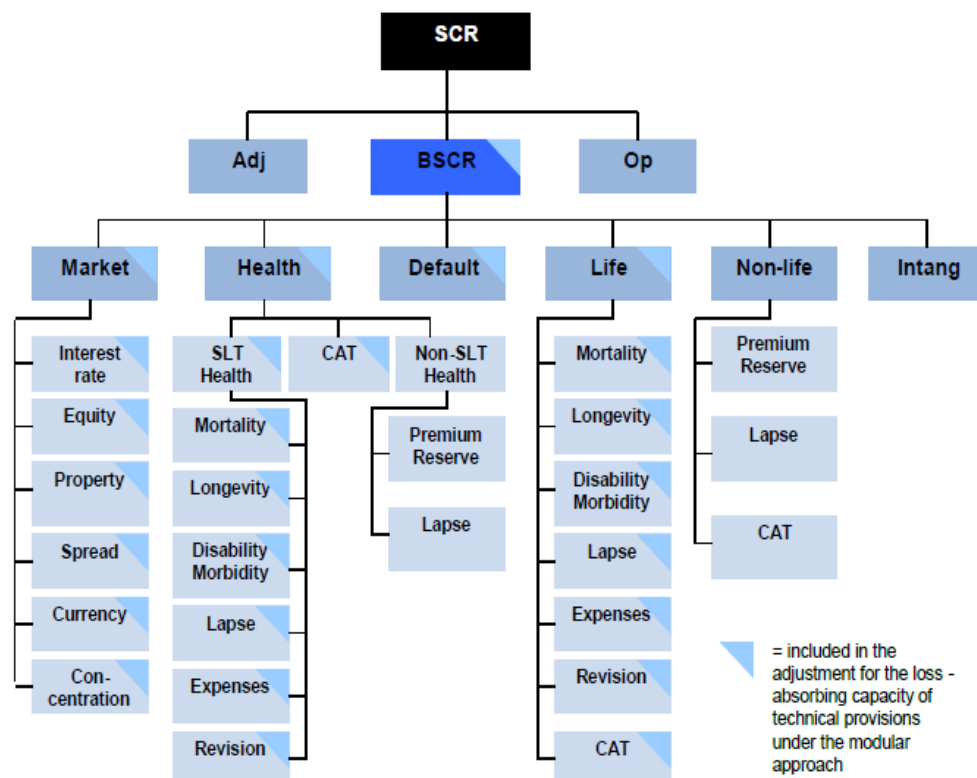 SCR
Adj
BSCR
Op
Market
Health
Default
Life
Non-life
Intang
Interest
rate
Equity
Property
Spread
Currency
Con-
centration
SLT
Health
CAT
Non-SLT
Health
Mortality
Longevity
Disability
Morbidity
Lapse
Expenses
Revision
Premium
Reserve
Lapse
Mortality
Longevity
Disability
Morbidity
Lapse
Expenses
Revision
CAT
Premium
Reserve
Lapse
CAT
= included in the
adjustment for the loss -
absorbing capacity of
technical provisions
under the modular
approach